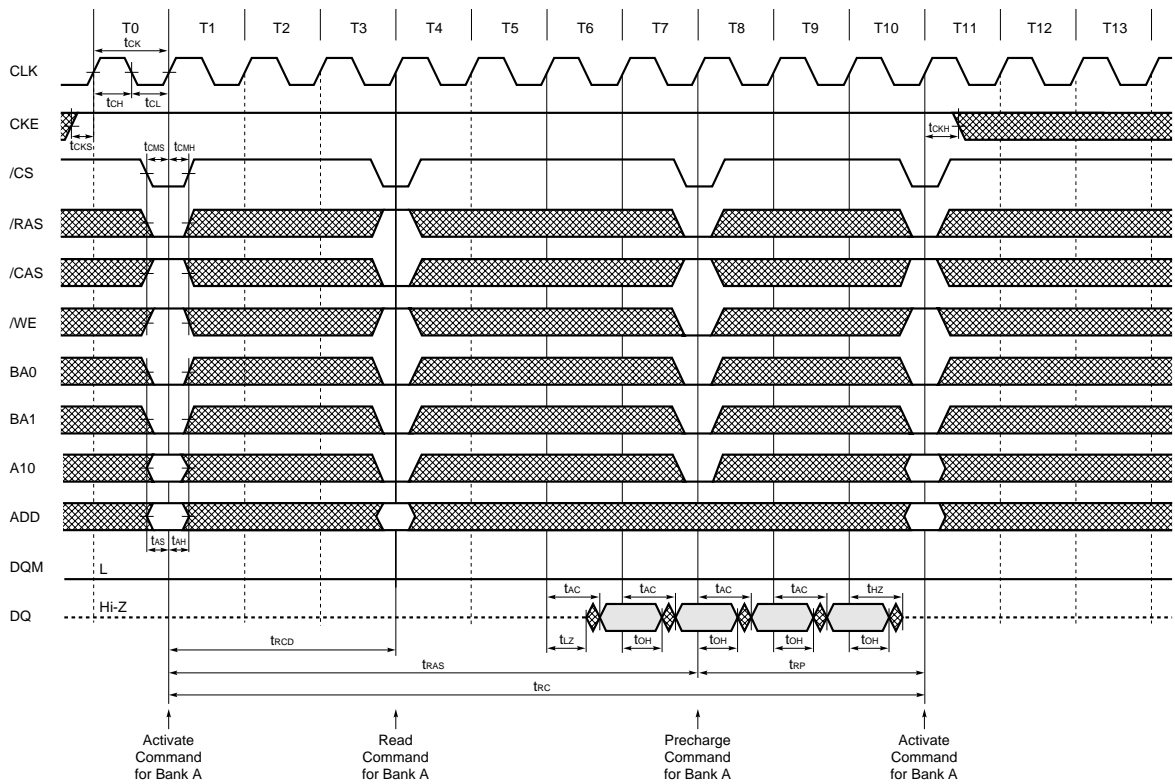 T0 T1 T2 T3 T4 T5 T6 T7 T8 T9 T10 T11 T12 T13
tCK
CLK
tCH tCL
CKE
tCKS
tCKH
tCMS tCMH
/CS
/RAS
/CAS
/WE
BA0
BA1
A10
ADD
tAS tAH
DQM
L
tAC tAC tAC tAC tHZ
DQ
Hi-Z
tLZ tOH tOH tOH tOH
tRCD
tRAS tRP
tRC
Activate
Command
for Bank A
Read
Command
for Bank A
Precharge
Command
for Bank A
Activate
Command
for Bank A